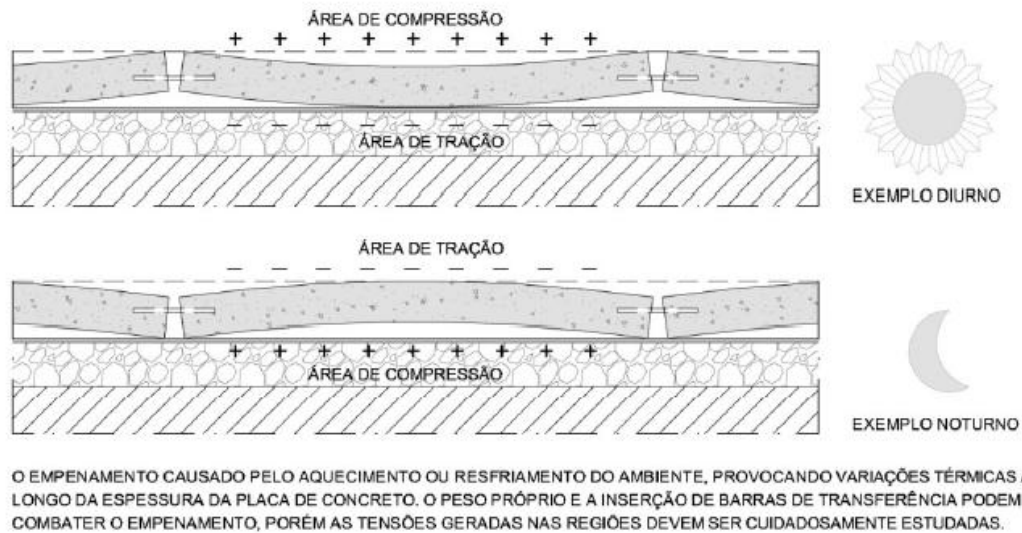 ÁREA DE COMPRESSÃO
+ + + + + + + + +
– – – – – – – – –
ÁREA DE TRAÇÃO
EXEMPLO DIURNO
ÁREA DE TRAÇÃO
– – – – – – – – –
+ + + + + + + + +
ÁREA DE COMPRESSÃO
EXEMPLO NOTURNO
O EMPENAMENTO CAUSADO PELO AQUECIMENTO OU RESFRIAMENTO DO AMBIENTE, PROVOCANDO VARIAÇÕES TÉRMICAS
LONGO DA ESPESSURA DA PLACA DE CONCRETO. O PESO PRÓPRIO E A INSERÇÃO DE BARRAS DE TRANSFERÊNCIA PODEM
COMBATER O EMPENAMENTO, PORÉM AS TENSÕES GERADAS NAS REGIÕES DEVEM SER CUIDADOSAMENTE ESTUDADAS.